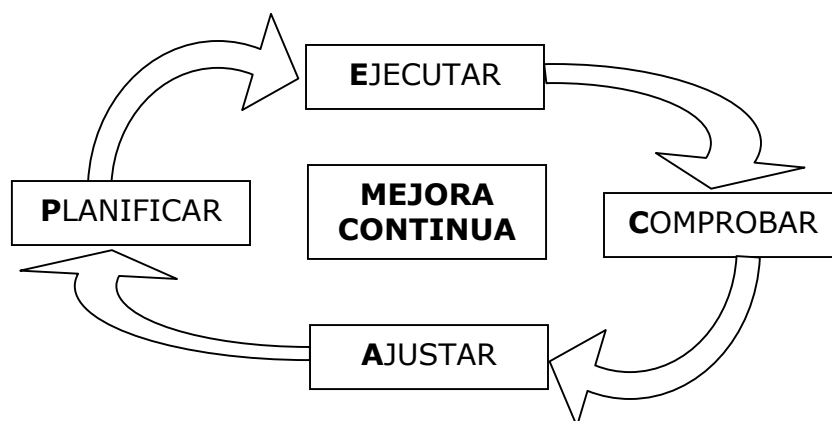 EJECUTAR
PLANIFICAR
MEJORA
CONTINUA
COMPROBAR
AJUSTAR